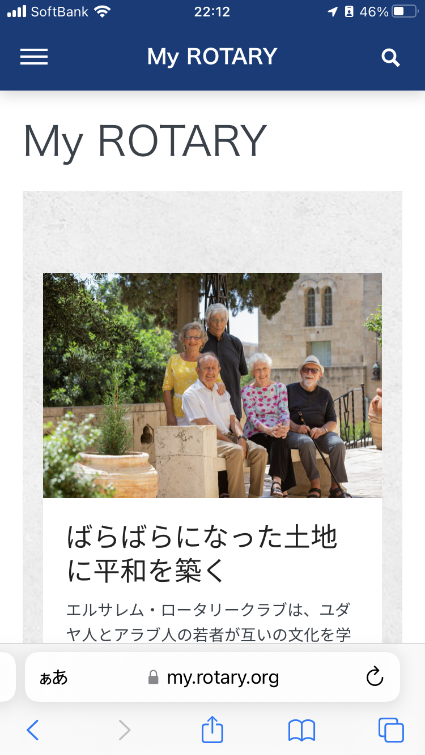 SoftBank 22:12 46%
My ROTARY
My ROTARY
ばらばらになった土地
に平和を築く
エルサレム・ロータリークラブは、ユダ
ヤ人とアラブ人の若者が互いの文化を学
ぁあ my.rotary.org